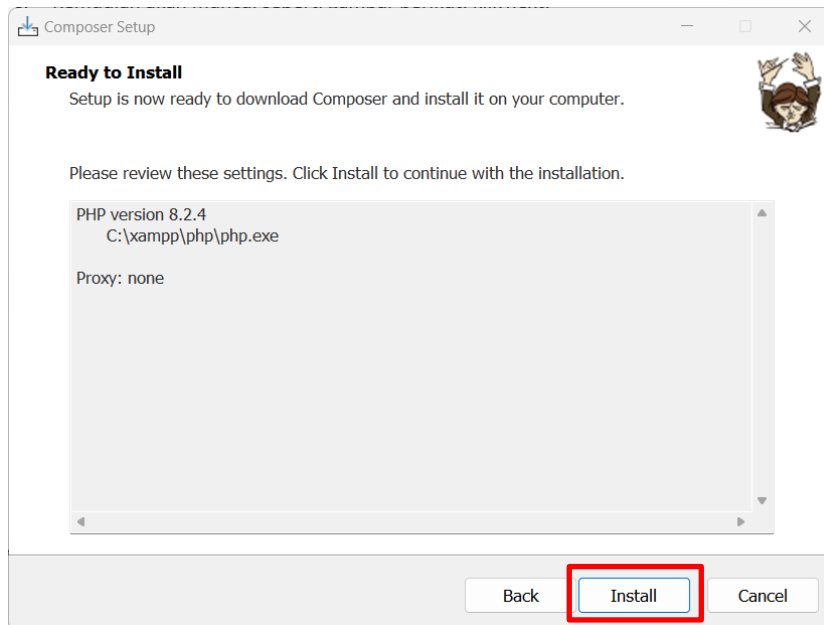 Composer Setup
Ready to Install
Setup is now ready to download Composer and install it on your computer.
Please review these settings. Click Install to continue with the installation.
PHP version 8.2.4
C:\xampp\php\php.exe
Proxy: none
Back
Install
Cancel